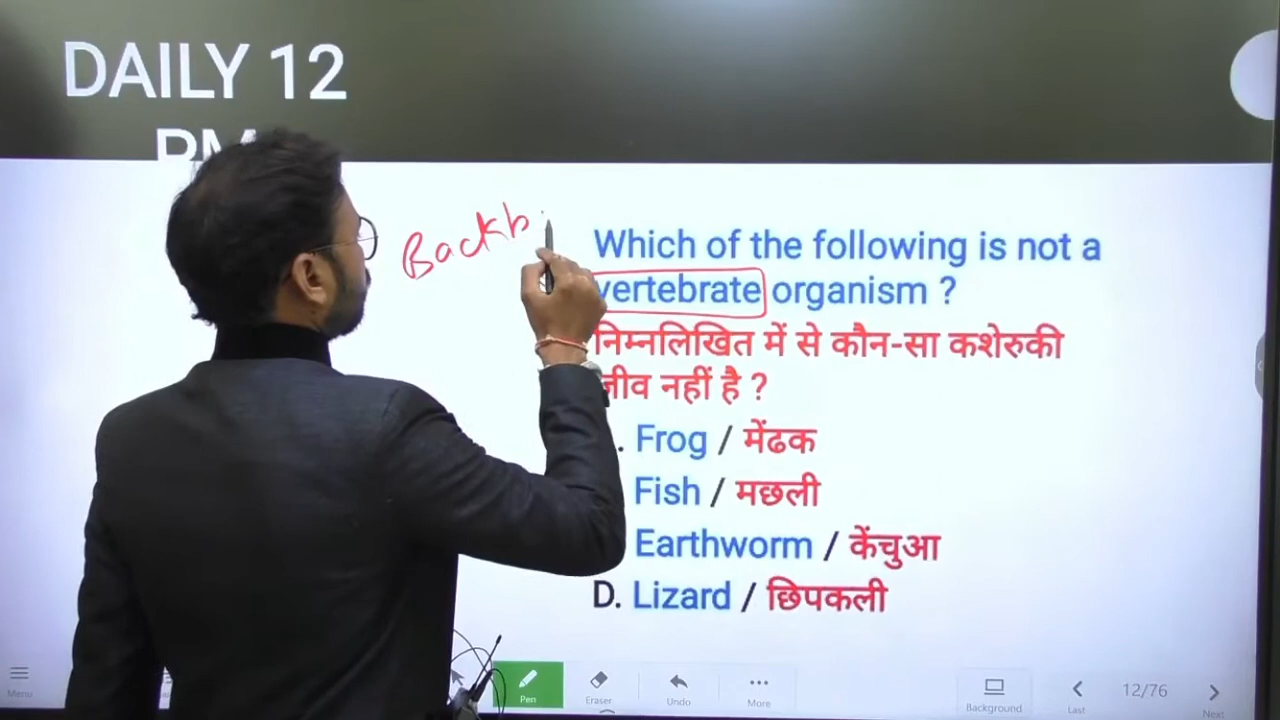 DAILY 12
PM
Backb
Which of the following is not a
vertebrate organism ?
निम्नलिखित में से कौन-सा कशेरुकी
जीव नहीं है ?
. Frog / मेंढक
Fish / मछली
Earthworm / केंचुआ
D. Lizard / छिपकली
Menu
Pen
Eraser
Undo
More
Background
Last
12/76
Next